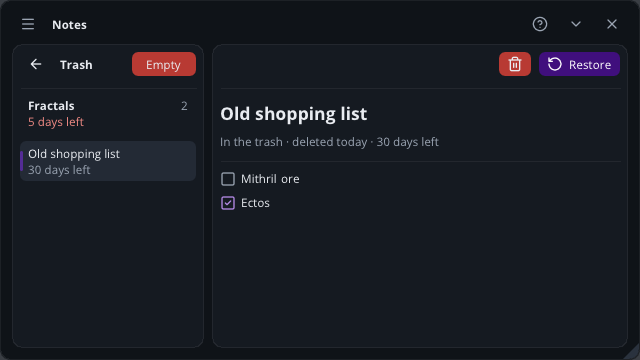 Notes
Trash
Empty
Restore
Fractals 2
5 days left
Old shopping list
30 days left
Old shopping list
In the trash · deleted today · 30 days left
Mithril ore
Ectos